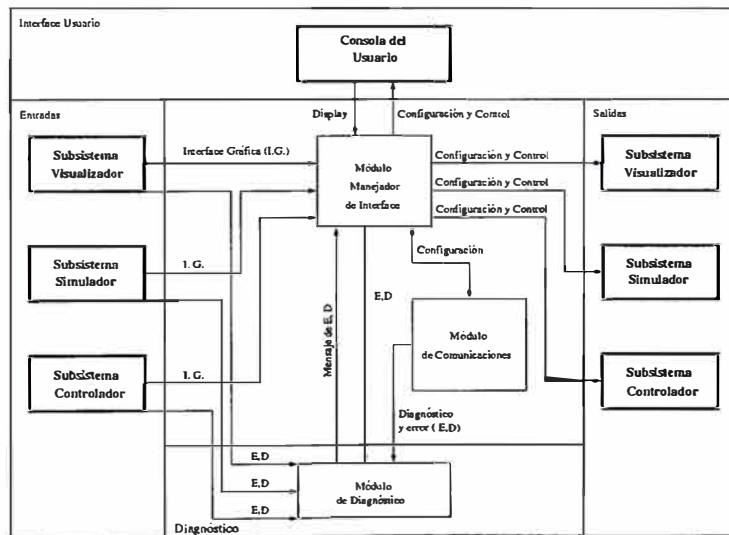 Interface Usuario
Consola del
Usuario
Entradas
Display
Configuración y Control
Salidas
Subsistema
Visualizador
Interface Gráfica (I.G.)
Módulo
Manejador
de Interface
Configuración y Control
Subsistema
Visualizador
Configuración y Control
Configuración y Control
Subsistema
Simulador
I. G.
Configuración
Subsistema
Simulador
Mensaje de E, D
E,D
Módulo
de Comunicaciones
Subsistema
Controlador
I. G.
Subsistema
Controlador
Diagnóstico
y error ( E,D)
E,D
E,D
E,D
Módulo
de Diagnóstico
Diagnóstico